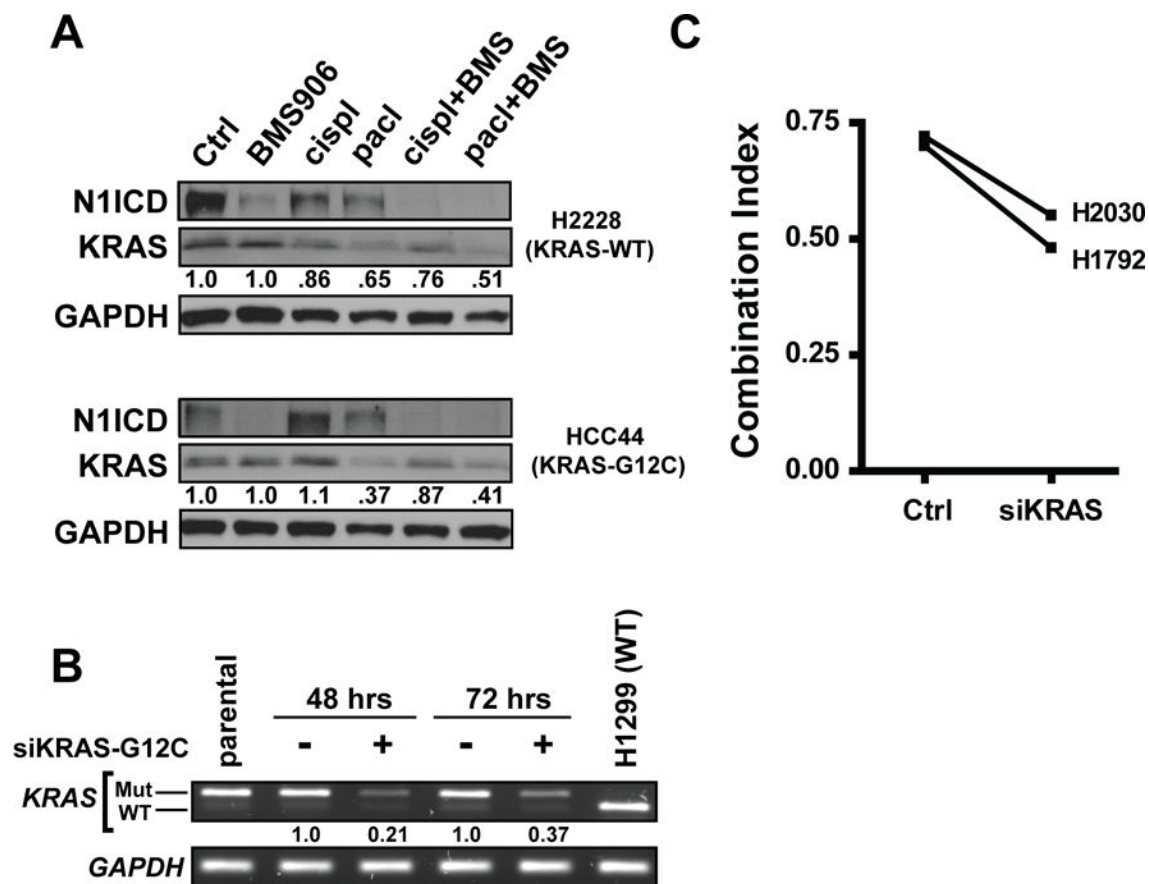 A
Ctrl BMS906 cispl pacl cispl+BMS pacl+BMS
N1ICD
KRAS
1.0 1.0 .86 .65 .76 .51
GAPDH
H2228
(KRAS-WT)
N1ICD
KRAS
1.0 1.0 1.1 .37 .87 .41
GAPDH
HCC44
(KRAS-G12C)
C
Combination Index
0.75
0.50
0.25
0.00
H2030
H1792
Ctrl siKRAS
B
parental 48 hrs 72 hrs H1299 (WT)
siKRAS-G12C - + - +
KRAS [ Mut
WT
1.0 0.21 1.0 0.37
GAPDH